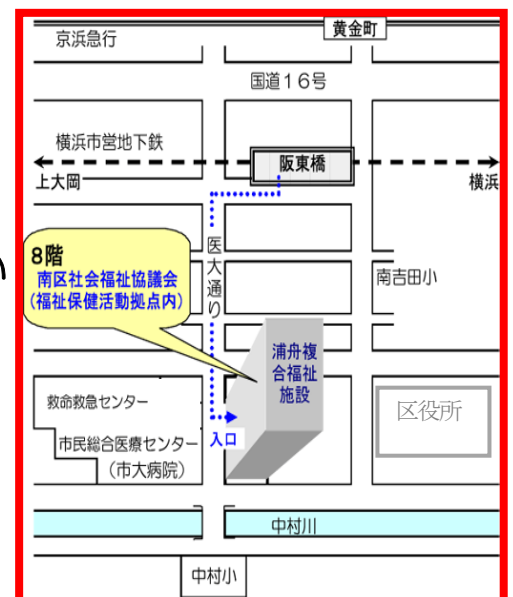 黄金町
京浜急行
国道16号
横浜市営地下鉄
阪東橋
上大岡
横浜
医大通り
8階
南区社会福祉協議会
(福祉保健活動拠点内)
南吉田小
浦舟複
合福祉
施設
救命救急センター
区役所
入口
市民総合医療センター
(市大病院)
中村川
中村小
い